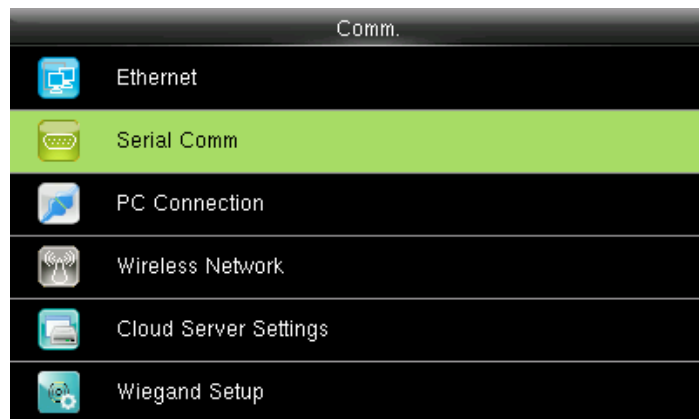 Comm.
Ethernet
Serial Comm
PC Connection
Wireless Network
Cloud Server Settings
Wiegand Setup